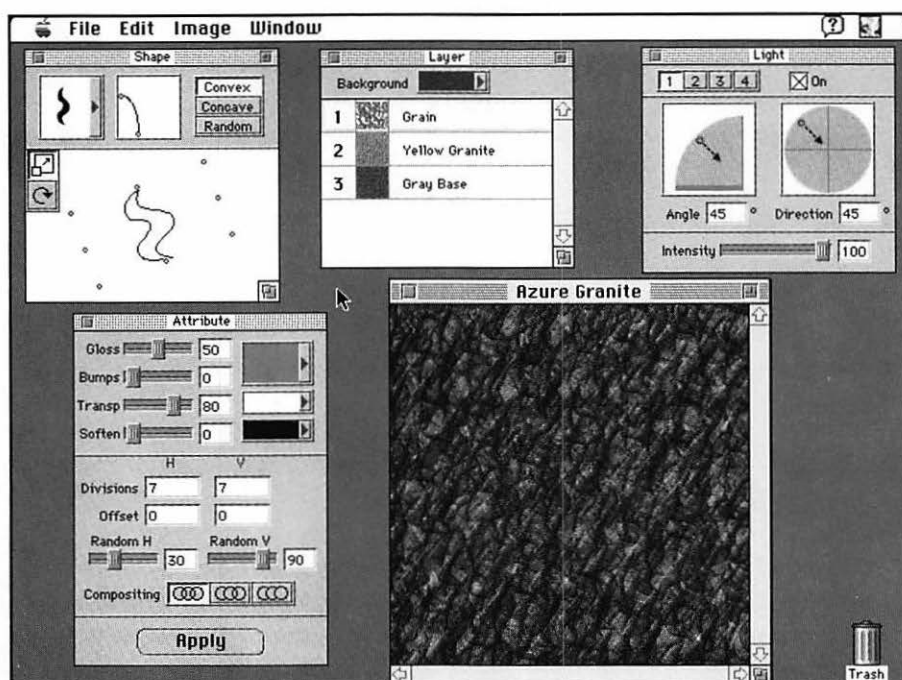 File Edit Image Window
Shape
Convex
Concave
Random
Layer
Background
1 Grain
2 Yellow Granite
3 Gray Base
Light
1 2 3 4 On
Angle 45 ° Direction 45 °
Intensity 100
Attribute
Gloss 50
Bumps 0
Transp 80
Soften 0
H V
Divisions 7 7
Offset 0 0
Random H Random V
30 90
Compositing
Apply
Azure Granite
Trash